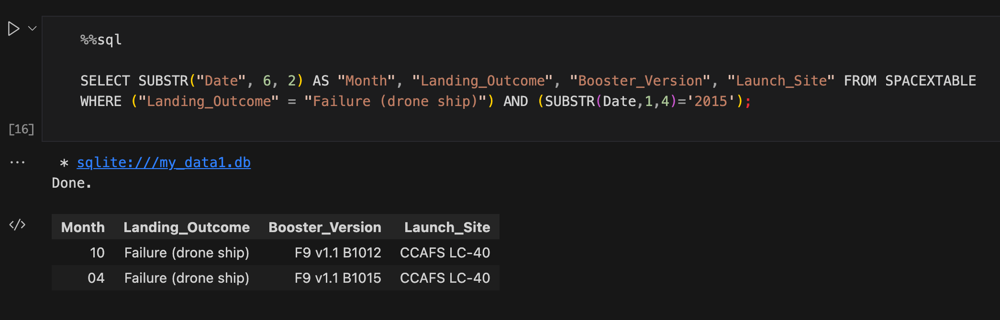 %%sql
SELECT SUBSTR("Date", 6, 2) AS "Month", "Landing_Outcome", "Booster_Version", "Launch_Site" FROM SPACEXTABLE
WHERE ("Landing_Outcome" = "Failure (drone ship)") AND (SUBSTR(Date,1,4)='2015');
[16]
* sqlite:///my_data1.db
Done.
Month Landing_Outcome Booster_Version Launch_Site
10 Failure (drone ship) F9 v1.1 B1012 CCAFS LC-40
04 Failure (drone ship) F9 v1.1 B1015 CCAFS LC-40